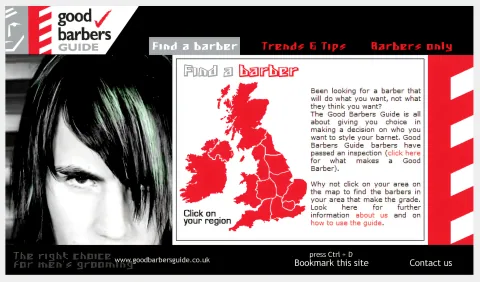 good
barbers
GUIDE
Find a barber
Trends & Tips
Barbers only
Find a barber
Been looking for a barber that
will do what you want, not what
they think you want?
The Good Barbers Guide is all
about giving you choice in
making a decision on who you
want to style your barnet. Good
Barbers Guide barbers have
passed an inspection (click here
for what makes a Good
Barber).
Why not click on your area on
the map to find the barbers in
your area that make the grade.
Look here for further
information about us and on
how to use the guide.
Click on
your region
The right choice
for men's grooming
www.goodbarbersguide.co.uk
press Ctrl + D
Bookmark this site
Contact us